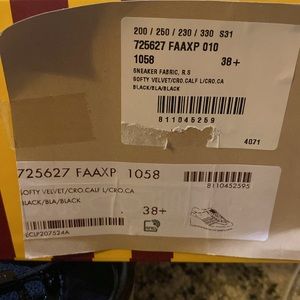 200 / 250 / 230 / 330 S31
725627 FAAXP 010
1058 38+
SNEAKER FABRIC, R.S
SOFTY VELVET/CRO,CALF L/CRO,CA
BLACK/BLA/BLACK
811045259
4071
725627 FAAXP 1058
8110452595
SOFTY VELVET/CRO,CALF L/CRO,CA
BLACK/BLA/BLACK
38+
ECLP207524A